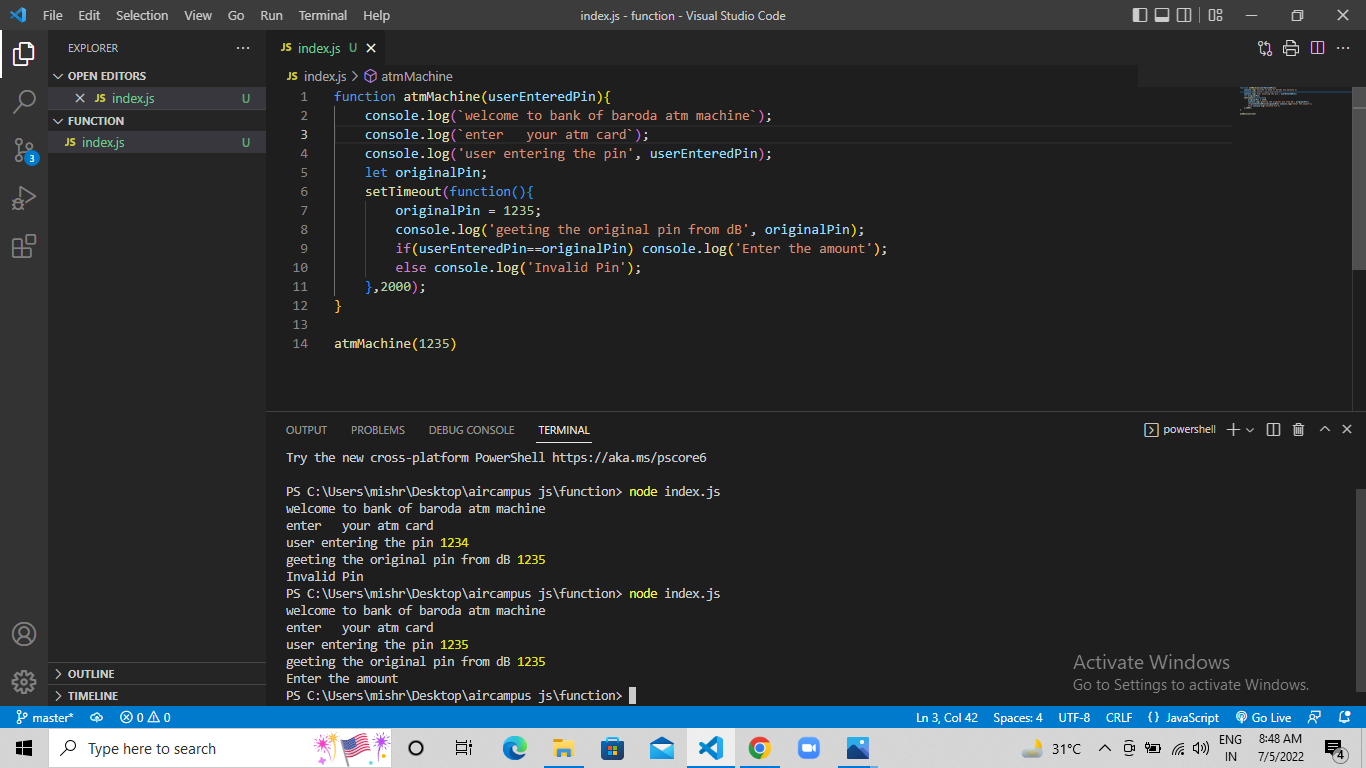 File Edit Selection View Go Run Terminal Help
index.js - function - Visual Studio Code
EXPLORER
OPEN EDITORS
JS index.js U
FUNCTION
JS index.js U
3
OUTLINE
TIMELINE
JS index.js U
JS index.js > atmMachine
1 function atmMachine(userEnteredPin){
2 console.log(`welcome to bank of baroda atm machine`);
3 console.log(`enter   your atm card`);
4 console.log('user entering the pin', userEnteredPin);
5 let originalPin;
6 setTimeout(function(){
7 originalPin = 1235;
8 console.log('geeting the original pin from dB', originalPin);
9 if(userEnteredPin==originalPin) console.log('Enter the amount');
10 else console.log('Invalid Pin');
11 },2000);
12 }
13
14 atmMachine(1235)
OUTPUT PROBLEMS DEBUG CONSOLE TERMINAL
powershell
Try the new cross-platform PowerShell https://aka.ms/pscore6
PS C:\Users\mishr\Desktop\aircampus js\function> node index.js
welcome to bank of baroda atm machine
enter   your atm card
user entering the pin 1234
geeting the original pin from dB 1235
Invalid Pin
PS C:\Users\mishr\Desktop\aircampus js\function> node index.js
welcome to bank of baroda atm machine
enter   your atm card
user entering the pin 1235
geeting the original pin from dB 1235
Enter the amount
PS C:\Users\mishr\Desktop\aircampus js\function>
Activate Windows
Go to Settings to activate Windows.
master* 0 0 Ln 3, Col 42 Spaces: 4 UTF-8 CRLF {} JavaScript Go Live
Type here to search
31°C
ENG
IN
8:48 AM
7/5/2022
4